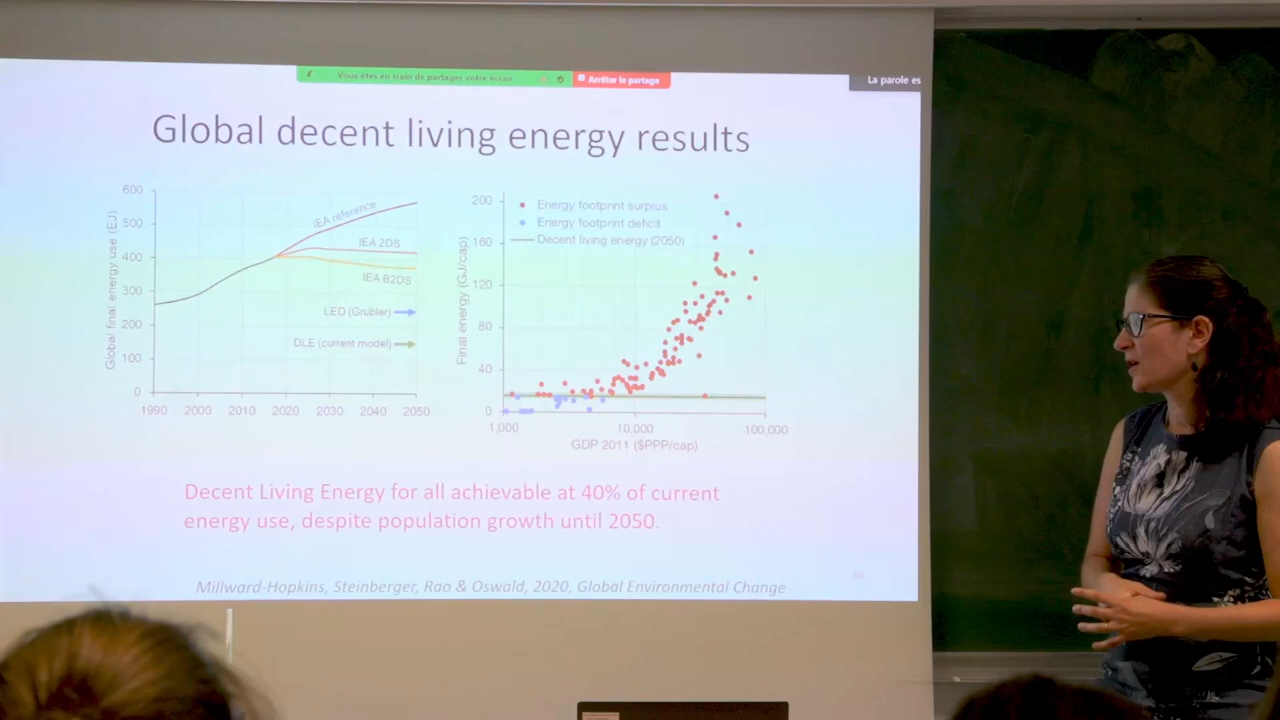 Vous êtes en train de partager votre écran
Arrêter le partage
La parole es
Global decent living energy results
Global final energy use (EJ)
600
500
400
300
200
100
0
1990 2000 2010 2020 2030 2040 2050
IEA reference
IEA 2DS
IEA B2DS
LED (Grubler)
DLE (current model)
Final energy (GJ/cap)
200
160
120
80
40
0
Energy footprint surplus
Energy footprint deficit
Decent living energy (2050)
1,000 10,000 100,000
GDP 2011 ($PPP/cap)
Decent Living Energy for all achievable at 40% of current
energy use, despite population growth until 2050.
Millward-Hopkins, Steinberger, Rao & Oswald, 2020, Global Environmental Change